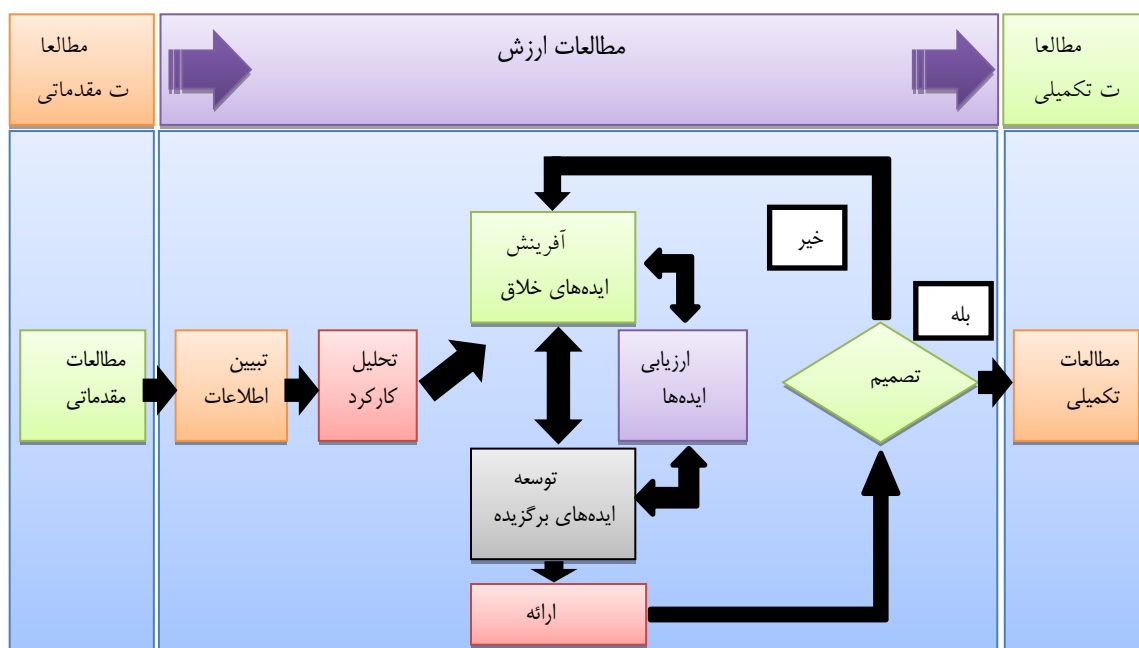 مطالعا
ت مقدماتی
مطالعات ارزش
مطالعا
ت تکمیلی
مطالعات
مقدماتی
تبیین
اطلاعات
تحلیل
کارکرد
آفرینش
ایده‌های خلاق
ارزیابی
ایده‌ها
توسعه
ایده‌های برگزیده
ارائه
تصمیم
خیر
بله
مطالعات
تکمیلی